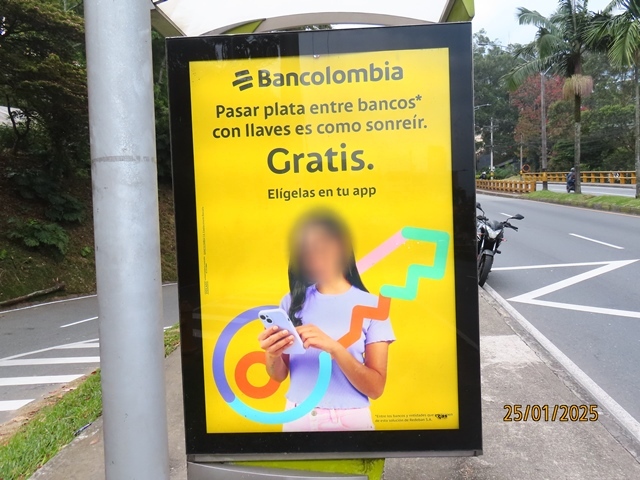 Bancolombia
Pasar plata entre bancos*
con llaves es como sonreír.
Gratis.
Elígelas en tu app
25/01/2025